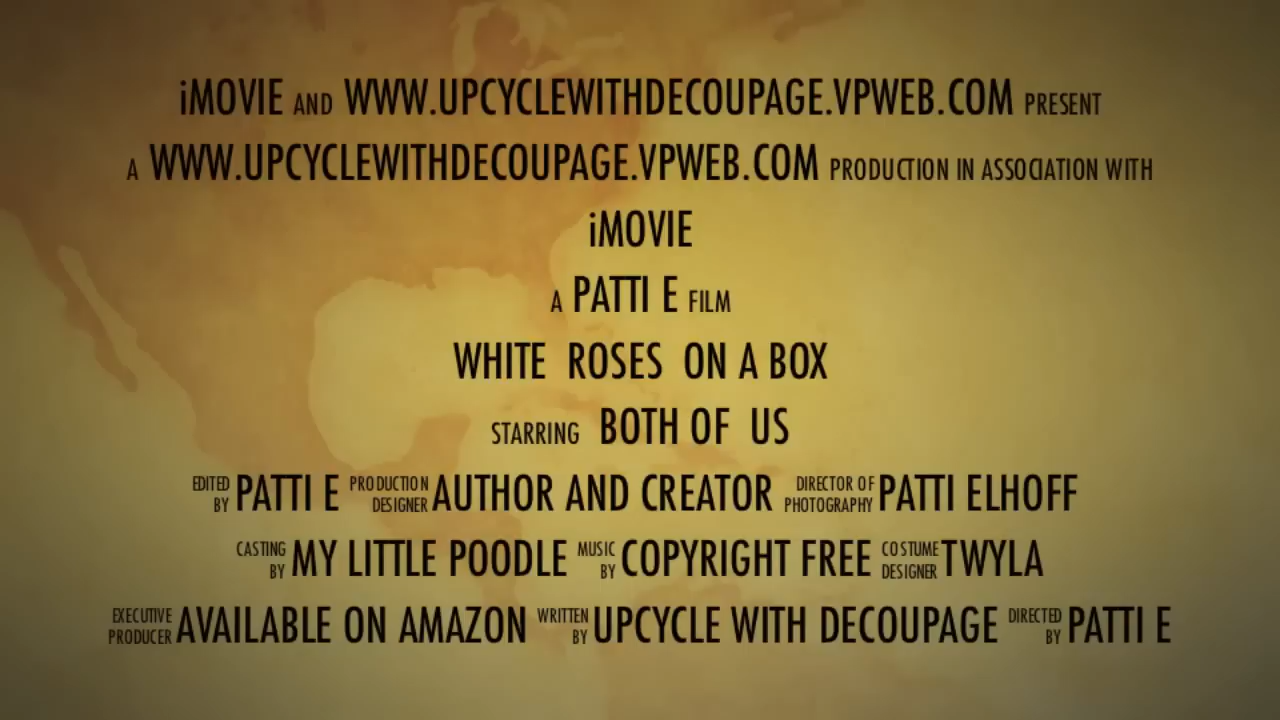 iMOVIE AND WWW.UPCYCLEWITHDECOUPAGE.VPWEB.COM PRESENT
A WWW.UPCYCLEWITHDECOUPAGE.VPWEB.COM PRODUCTION IN ASSOCIATION WITH
iMOVIE
A PATTI E FILM
WHITE ROSES ON A BOX
STARRING BOTH OF US
EDITED BY PATTI E PRODUCTION DESIGNER AUTHOR AND CREATOR DIRECTOR OF PHOTOGRAPHY PATTI ELHOFF
CASTING BY MY LITTLE POODLE MUSIC BY COPYRIGHT FREE COSTUME DESIGNER TWYLA
EXECUTIVE PRODUCER AVAILABLE ON AMAZON WRITTEN BY UPCYCLE WITH DECOUPAGE DIRECTED BY PATTI E